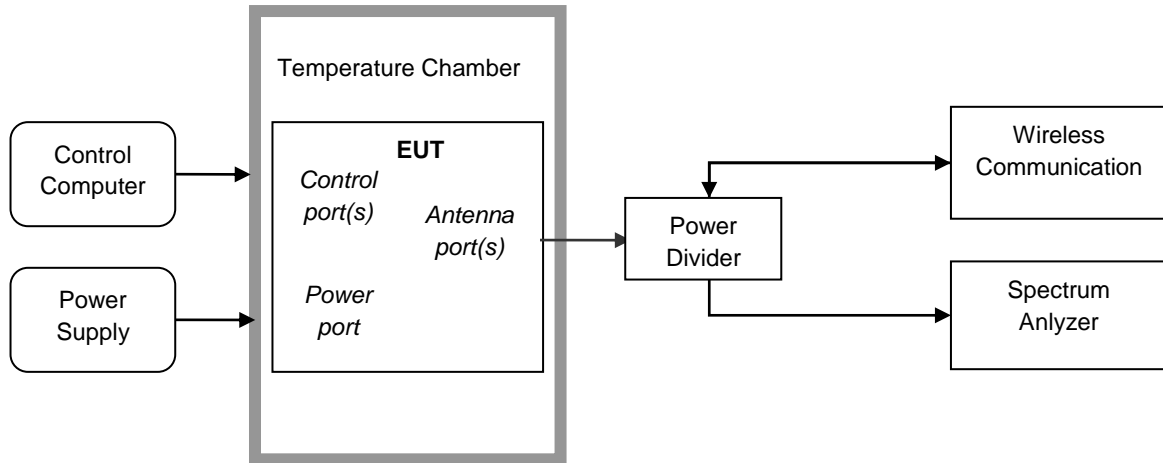 Temperature Chamber
Control
Computer
Power
Supply
EUT
Control
port(s)
Antenna
port(s)
Power
port
Power
Divider
Wireless
Communication
Spectrum
Anlyzer